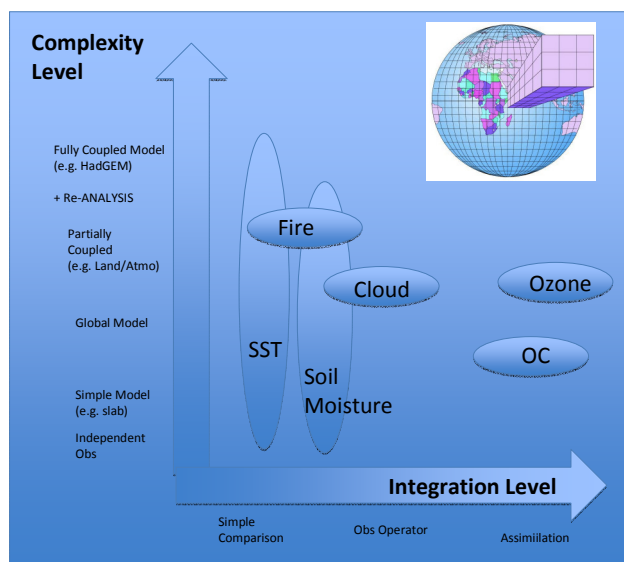 Complexity
Level
Fully Coupled Model
(e.g. HadGEM)
+ Re-ANALYSIS
Partially
Coupled
(e.g. Land/Atmo)
Global Model
Simple Model
(e.g. slab)
Independent
Obs
Fire
Cloud
Ozone
SST
OC
Soil
Moisture
Integration Level
Simple
Comparison
Obs Operator
Assimiilation